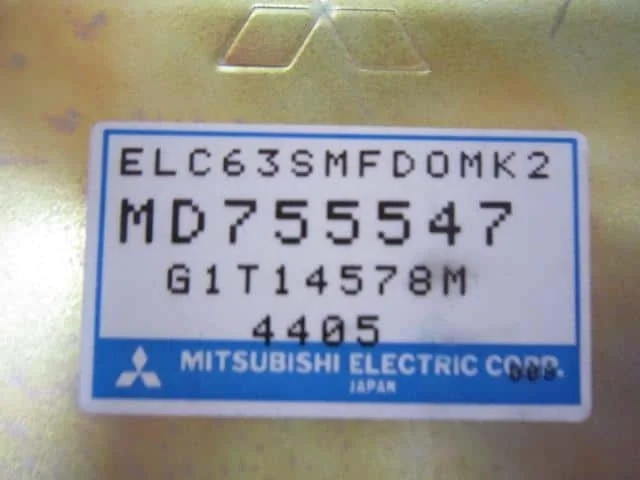 ELC63SMFDOMK2
MD755547
G1T14578M
4405
MITSUBISHI ELECTRIC CORP.
JAPAN